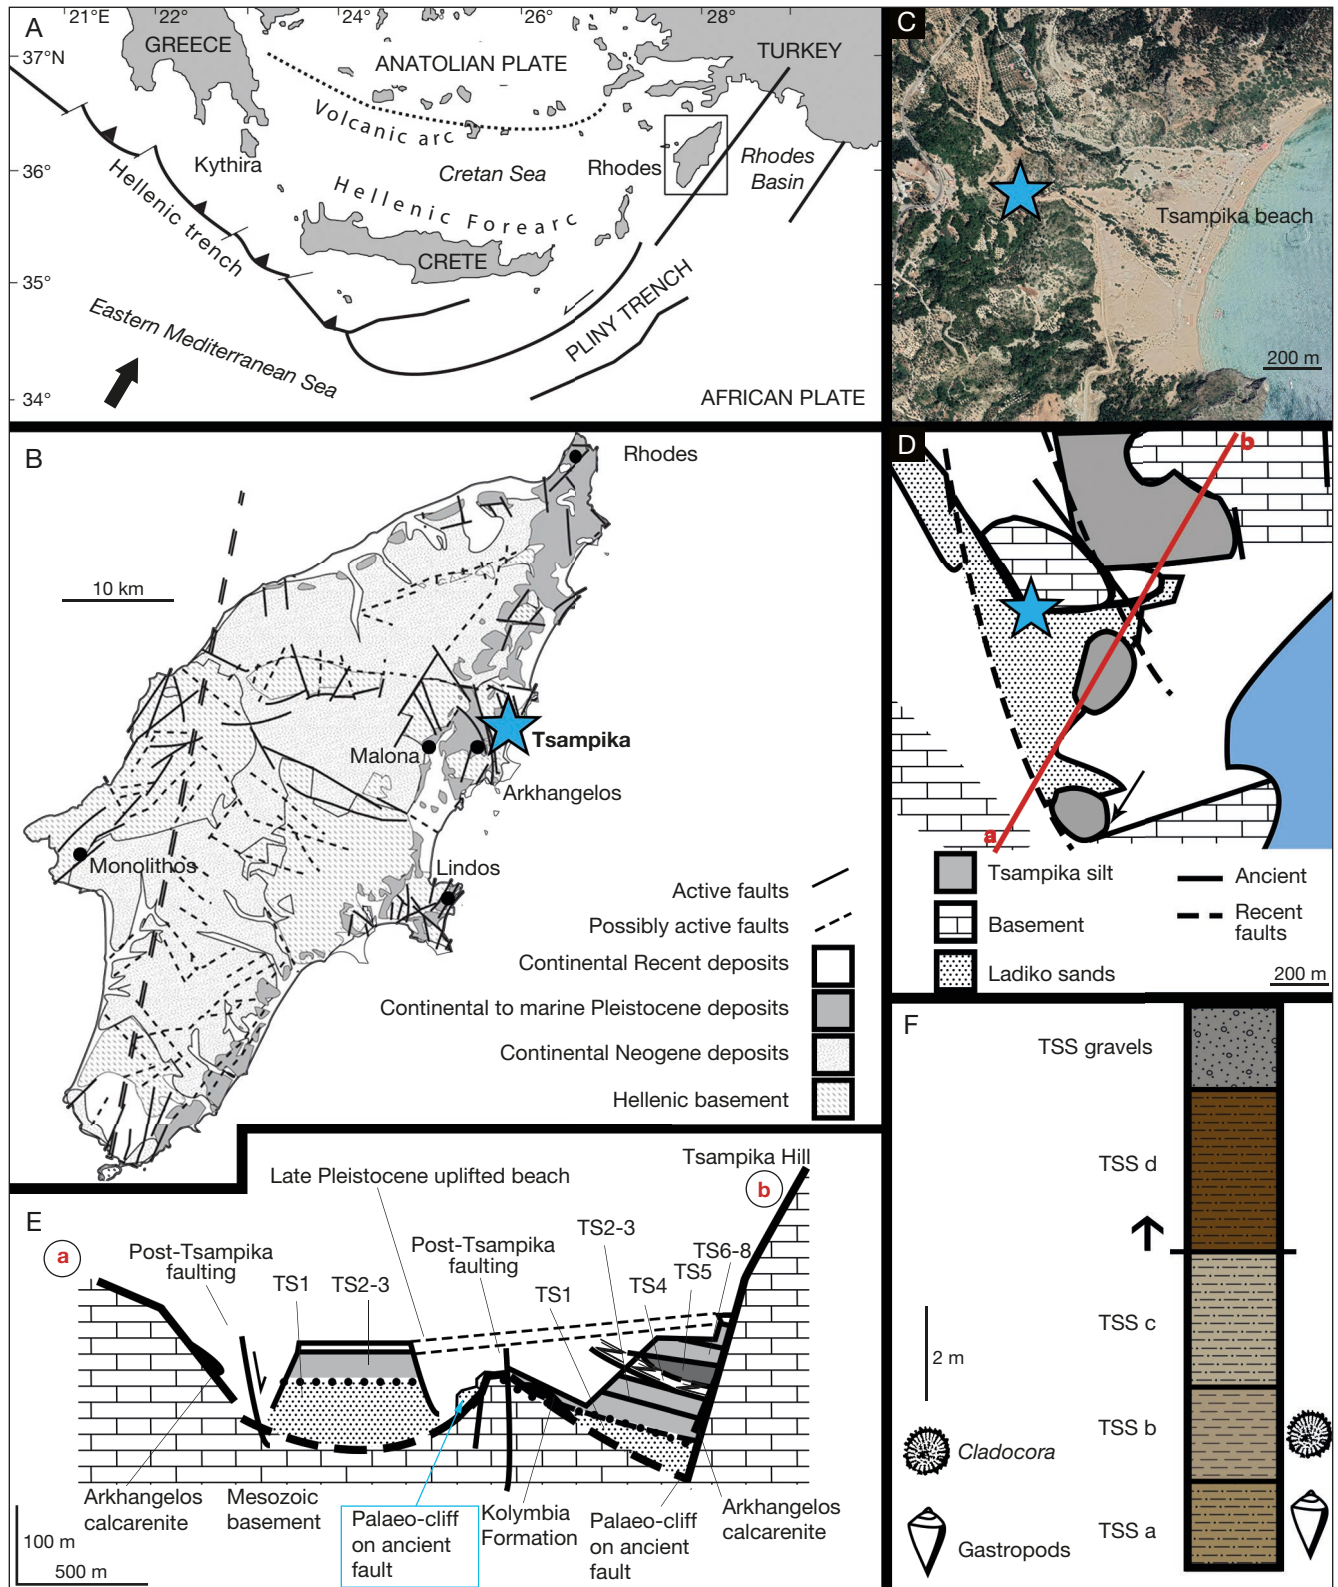 A
21°E
22°
24°
26°
28°
37°N
36°
35°
34°
GREECE
ANATOLIAN PLATE
TURKEY
Volcanic arc
Kythira
Cretan Sea
Rhodes
Rhodes
Basin
Hellenic trench
Hellenic Forearc
CRETE
PLINY TRENCH
Eastern Mediterranean Sea
AFRICAN PLATE
C
Tsampika beach
200 m
B
10 km
Rhodes
Malona
Tsampika
Arkhangelos
Monolithos
Lindos
Active faults
Possibly active faults
Continental Recent deposits
Continental to marine Pleistocene deposits
Continental Neogene deposits
Hellenic basement
D
b
a
Tsampika silt
Basement
Ladiko sands
Ancient
Recent
faults
200 m
E
Tsampika Hill
Late Pleistocene uplifted beach
a
b
Post-Tsampika
faulting
TS1
TS2-3
Post-Tsampika
faulting
TS1
TS2-3
TS4
TS5
TS6-8
Arkhangelos
calcarenite
Mesozoic
basement
Palaeo-cliff
on ancient
fault
Kolymbia
Formation
Palaeo-cliff
on ancient
fault
Arkhangelos
calcarenite
100 m
500 m
F
TSS gravels
TSS d
TSS c
TSS b
TSS a
2 m
Cladocora
Gastropods